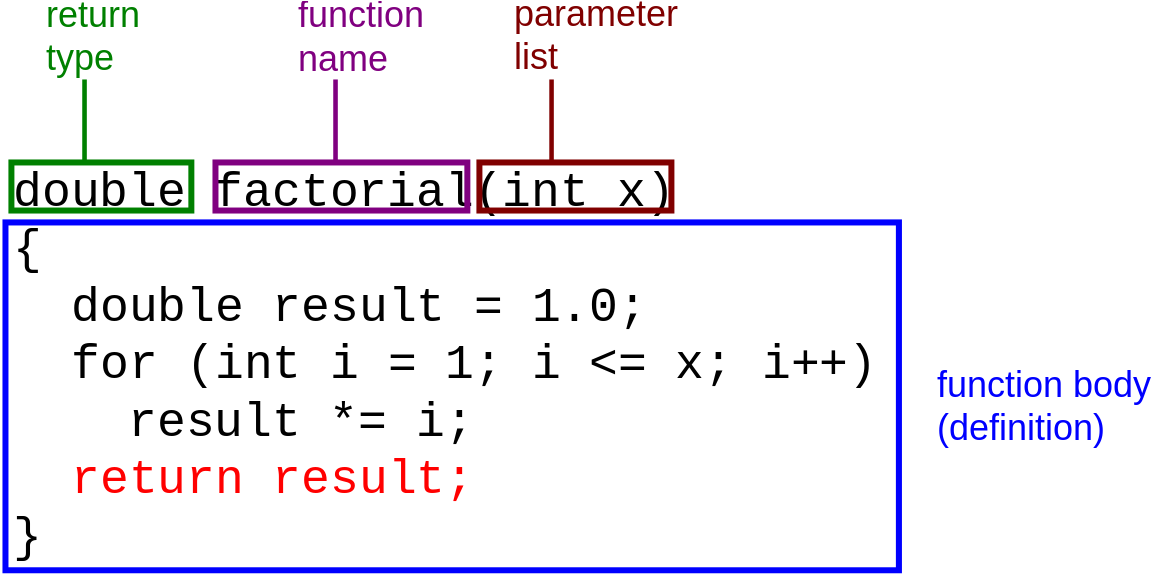 return
type
function
name
parameter
list
double factorial(int x)
{
  double result = 1.0;
  for (int i = 1; i <= x; i++)
    result *= i;
  return result;
}
function body
(definition)